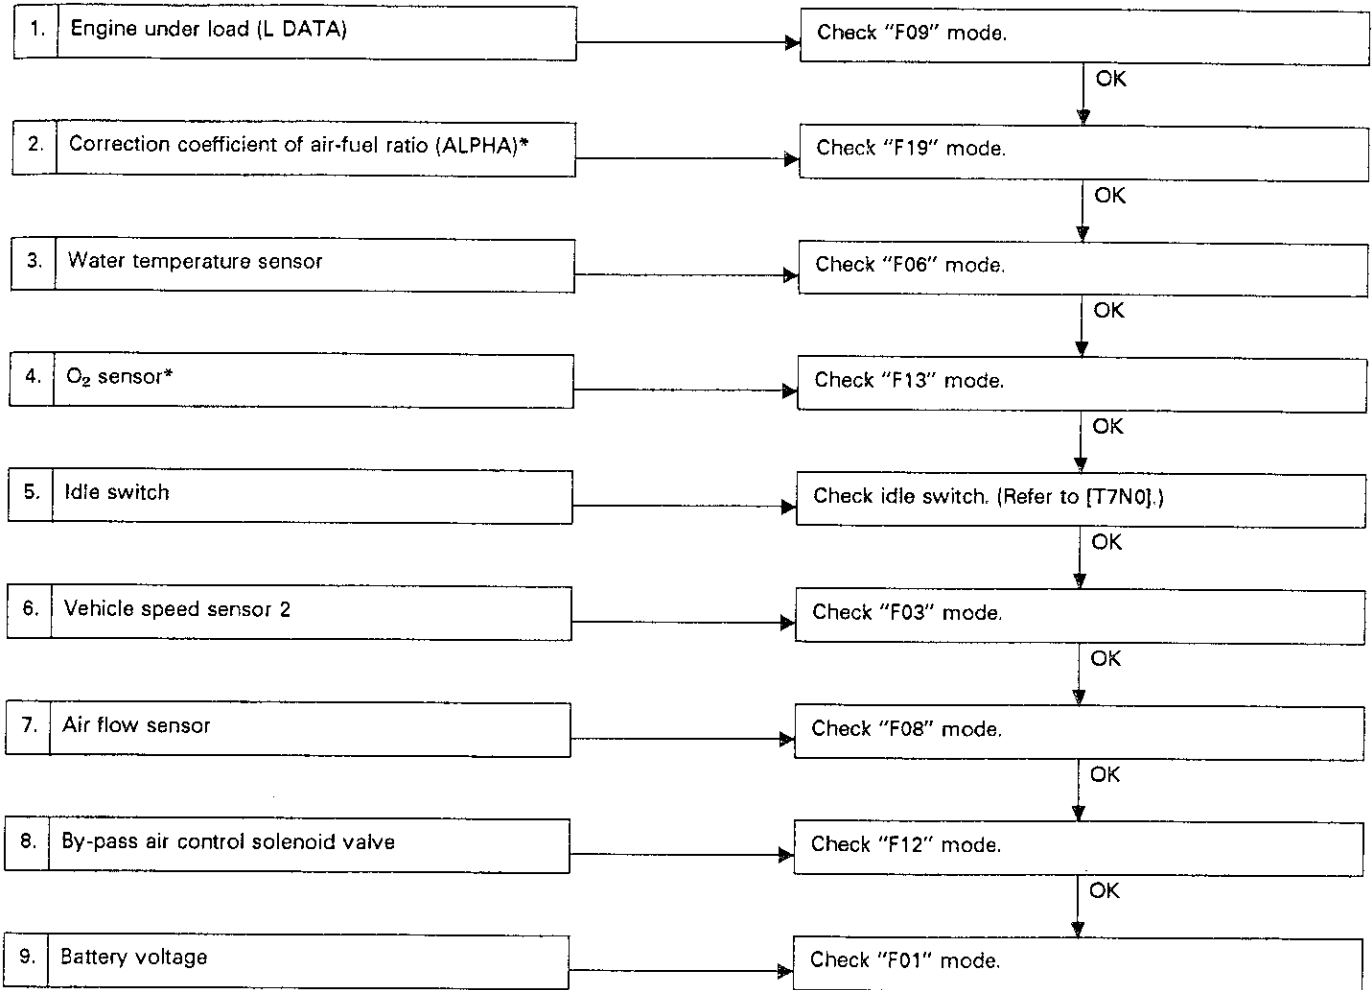 1. Engine under load (L DATA)
Check "F09" mode.
OK
2. Correction coefficient of air-fuel ratio (ALPHA)*
Check "F19" mode.
OK
3. Water temperature sensor
Check "F06" mode.
OK
4. O₂ sensor*
Check "F13" mode.
OK
5. Idle switch
Check idle switch. (Refer to [T7N0].)
OK
6. Vehicle speed sensor 2
Check "F03" mode.
OK
7. Air flow sensor
Check "F08" mode.
OK
8. By-pass air control solenoid valve
Check "F12" mode.
OK
9. Battery voltage
Check "F01" mode.